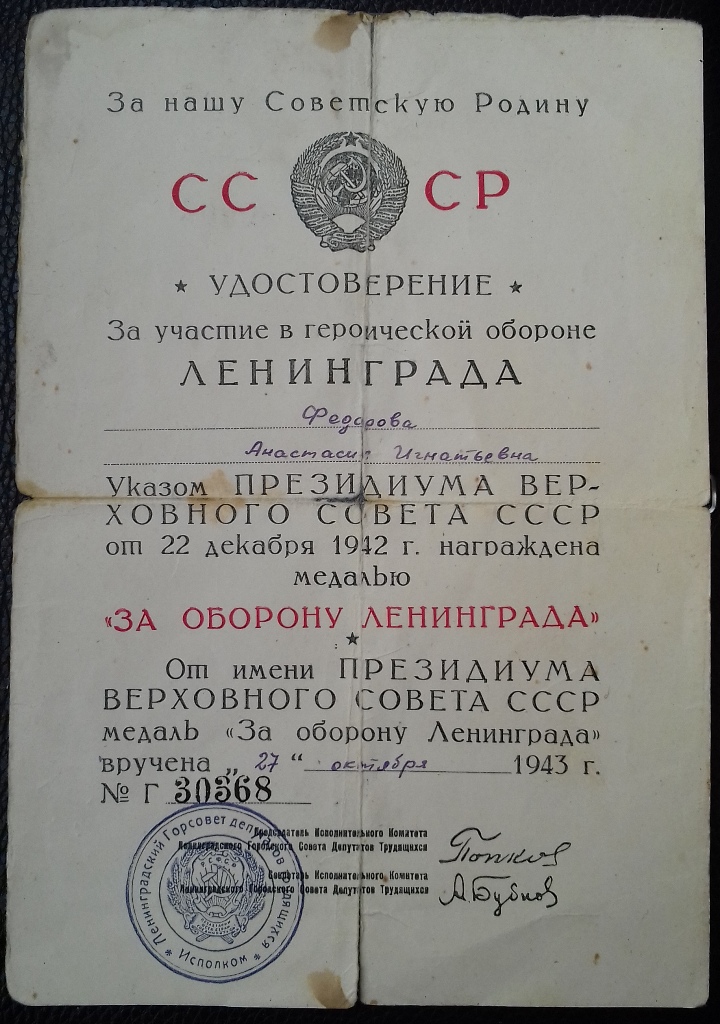 За нашу Советскую Родину
СССР
УДОСТОВЕРЕНИЕ
За участие в героической обороне
ЛЕНИНГРАДА
Федорова
Анастасия Игнатьевна
Указом ПРЕЗИДИУМА ВЕР-
ХОВНОГО СОВЕТА СССР
от 22 декабря 1942 г. награждена
медалью
«ЗА ОБОРОНУ ЛЕНИНГРАДА»
От имени ПРЕЗИДИУМА
ВЕРХОВНОГО СОВЕТА СССР
медаль «За оборону Ленинграда»
вручена „27“ октября 1943 г.
№ Г 30368
Председатель Исполнительного Комитета
Ленинградского Городского Совета Депутатов Трудящихся
Попков
Секретарь Исполнительного Комитета
Ленинградского Городского Совета Депутатов Трудящихся
А.Бубнов
Ленинградский Горсовет депутатов трудящихся
* Исполком *